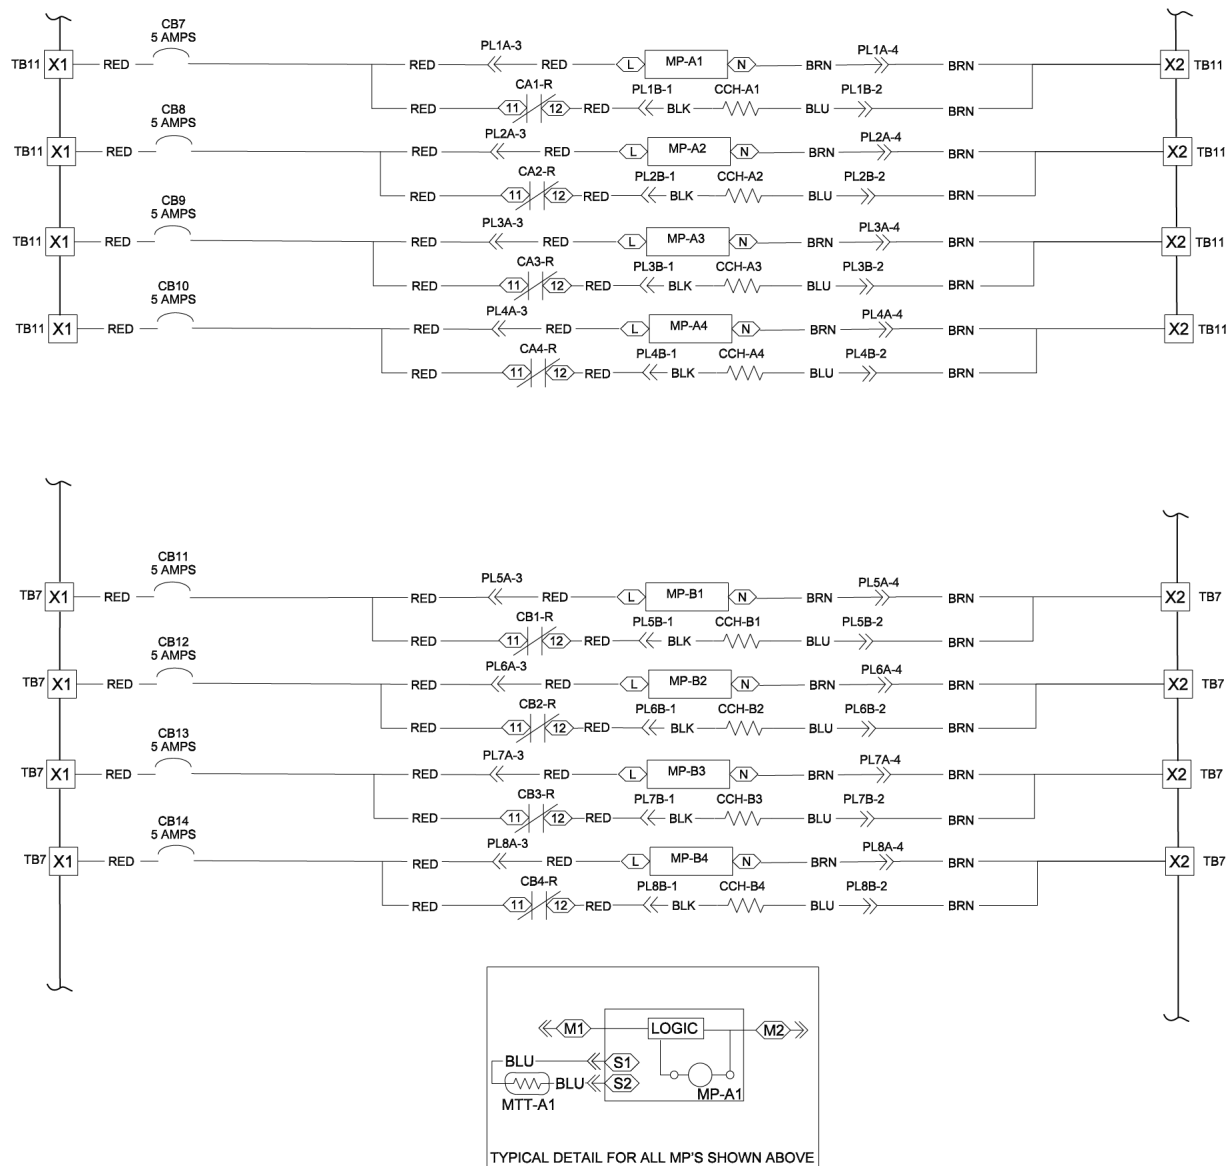 CB7
5 AMPS
PL1A-3 PL1A-4
TB11 X1 RED RED RED L MP-A1 N BRN BRN X2 TB11
CA1-R PL1B-1 CCH-A1 PL1B-2
RED 11 12 RED BLK BLU BRN
CB8
5 AMPS
PL2A-3 PL2A-4
TB11 X1 RED RED RED L MP-A2 N BRN BRN X2 TB11
CA2-R PL2B-1 CCH-A2 PL2B-2
RED 11 12 RED BLK BLU BRN
CB9
5 AMPS
PL3A-3 PL3A-4
TB11 X1 RED RED RED L MP-A3 N BRN BRN X2 TB11
CA3-R PL3B-1 CCH-A3 PL3B-2
RED 11 12 RED BLK BLU BRN
CB10
5 AMPS
PL4A-3 PL4A-4
TB11 X1 RED RED RED L MP-A4 N BRN BRN X2 TB11
CA4-R PL4B-1 CCH-A4 PL4B-2
RED 11 12 RED BLK BLU BRN
CB11
5 AMPS
PL5A-3 PL5A-4
TB7 X1 RED RED RED L MP-B1 N BRN BRN X2 TB7
CB1-R PL5B-1 CCH-B1 PL5B-2
RED 11 12 RED BLK BLU BRN
CB12
5 AMPS
PL6A-3 PL6A-4
TB7 X1 RED RED RED L MP-B2 N BRN BRN X2 TB7
CB2-R PL6B-1 CCH-B2 PL6B-2
RED 11 12 RED BLK BLU BRN
CB13
5 AMPS
PL7A-3 PL7A-4
TB7 X1 RED RED RED L MP-B3 N BRN BRN X2 TB7
CB3-R PL7B-1 CCH-B3 PL7B-2
RED 11 12 RED BLK BLU BRN
CB14
5 AMPS
PL8A-3 PL8A-4
TB7 X1 RED RED RED L MP-B4 N BRN BRN X2 TB7
CB4-R PL8B-1 CCH-B4 PL8B-2
RED 11 12 RED BLK BLU BRN
M1 LOGIC M2
BLU S1
BLU S2
MTT-A1 MP-A1
TYPICAL DETAIL FOR ALL MP'S SHOWN ABOVE